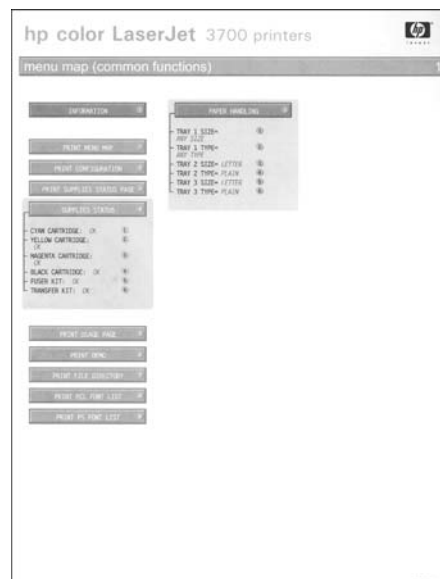 hp color LaserJet 3700 printers
hp
invent
menu map (common functions)
1
INFORMATION
PRINT MENU MAP
PRINT CONFIGURATION
PRINT SUPPLIES STATUS PAGE
SUPPLIES STATUS
CYAN CARTRIDGE: OK
YELLOW CARTRIDGE:
OK
MAGENTA CARTRIDGE:
OK
BLACK CARTRIDGE: OK
FUSER KIT: OK
TRANSFER KIT: OK
PRINT USAGE PAGE
PRINT DEMO
PRINT FILE DIRECTORY
PRINT PCL FONT LIST
PRINT PS FONT LIST
PAPER HANDLING
TRAY 1 SIZE=
ANY SIZE
TRAY 1 TYPE=
ANY TYPE
TRAY 2 SIZE= LETTER
TRAY 2 TYPE= PLAIN
TRAY 3 SIZE= LETTER
TRAY 3 TYPE= PLAIN